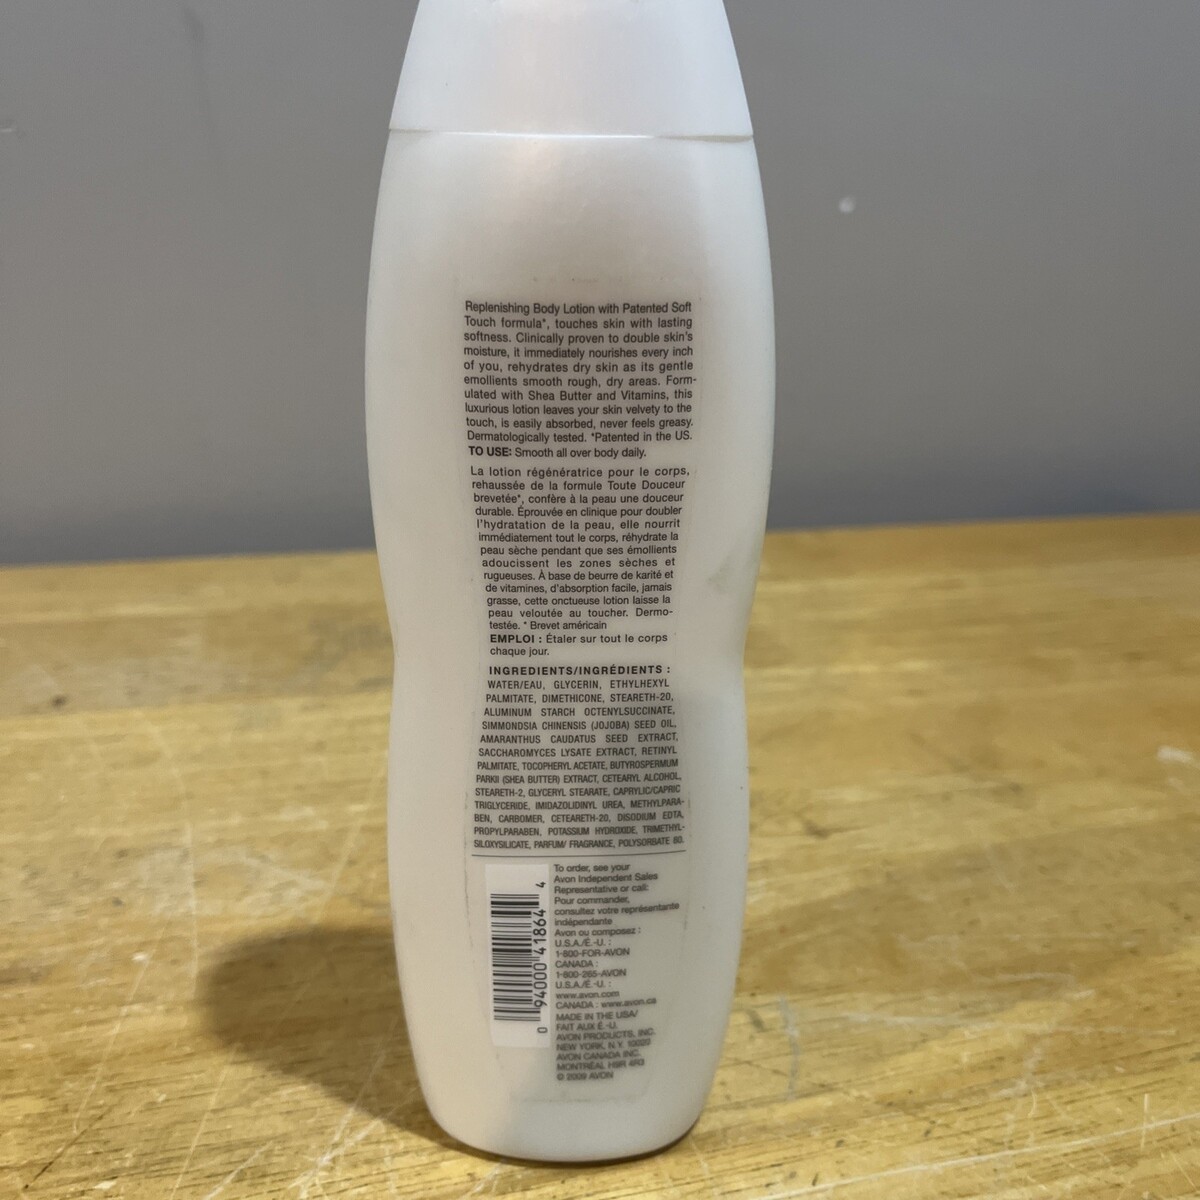 Replenishing Body Lotion with Patented Soft
Touch formula*, touches skin with lasting
softness. Clinically proven to double skin's
moisture, it immediately nourishes every inch
of you, rehydrates dry skin as its gentle
emollients smooth rough, dry areas. Form-
ulated with Shea Butter and Vitamins, this
luxurious lotion leaves your skin velvety to the
touch, is easily absorbed, never feels greasy.
Dermatologically tested. *Patented in the US.
TO USE: Smooth all over body daily.
La lotion régénératrice pour le corps,
rehaussée de la formule Toute Douceur
brevetée*, confère à la peau une douceur
durable. Éprouvée en clinique pour doubler
l'hydratation de la peau, elle nourrit
immédiatement tout le corps, réhydrate la
peau sèche pendant que ses émollients
adoucissent les zones sèches et
rugueuses. À base de beurre de karité et
de vitamines, d'absorption facile, jamais
grasse, cette onctueuse lotion laisse la
peau veloutée au toucher. Dermo-
testée. * Brevet américain
EMPLOI : Étaler sur tout le corps
chaque jour.
INGREDIENTS/INGRÉDIENTS :
WATER/EAU, GLYCERIN, ETHYLHEXYL
PALMITATE, DIMETHICONE, STEARETH-20,
ALUMINUM STARCH OCTENYLSUCCINATE,
SIMMONDSIA CHINENSIS (JOJOBA) SEED OIL,
AMARANTHUS CAUDATUS SEED EXTRACT,
SACCHAROMYCES LYSATE EXTRACT, RETINYL
PALMITATE, TOCOPHERYL ACETATE, BUTYROSPERMUM
PARKII (SHEA BUTTER) EXTRACT, CETEARYL ALCOHOL,
STEARETH-2, GLYCERYL STEARATE, CAPRYLIC/CAPRIC
TRIGLYCERIDE, IMIDAZOLIDINYL UREA, METHYLPARA-
BEN, CARBOMER, CETEARETH-20, DISODIUM EDTA,
PROPYLPARABEN, POTASSIUM HYDROXIDE, TRIMETHYL-
SILOXYSILICATE, PARFUM/ FRAGRANCE, POLYSORBATE 80.
0 94000 41864 4
To order, see your
Avon Independent Sales
Representative or call:
Pour commander,
consultez votre représentante
indépendante
Avon ou composez :
U.S.A./É.-U. :
1-800-FOR-AVON
CANADA :
1-800-265-AVON
U.S.A./É.-U. :
www.avon.com
CANADA : www.avon.ca
MADE IN THE USA/
FAIT AUX É.-U.
AVON PRODUCTS, INC.
NEW YORK, N.Y. 10020
AVON CANADA INC.
MONTRÉAL H9R 4R3
© 2009 AVON